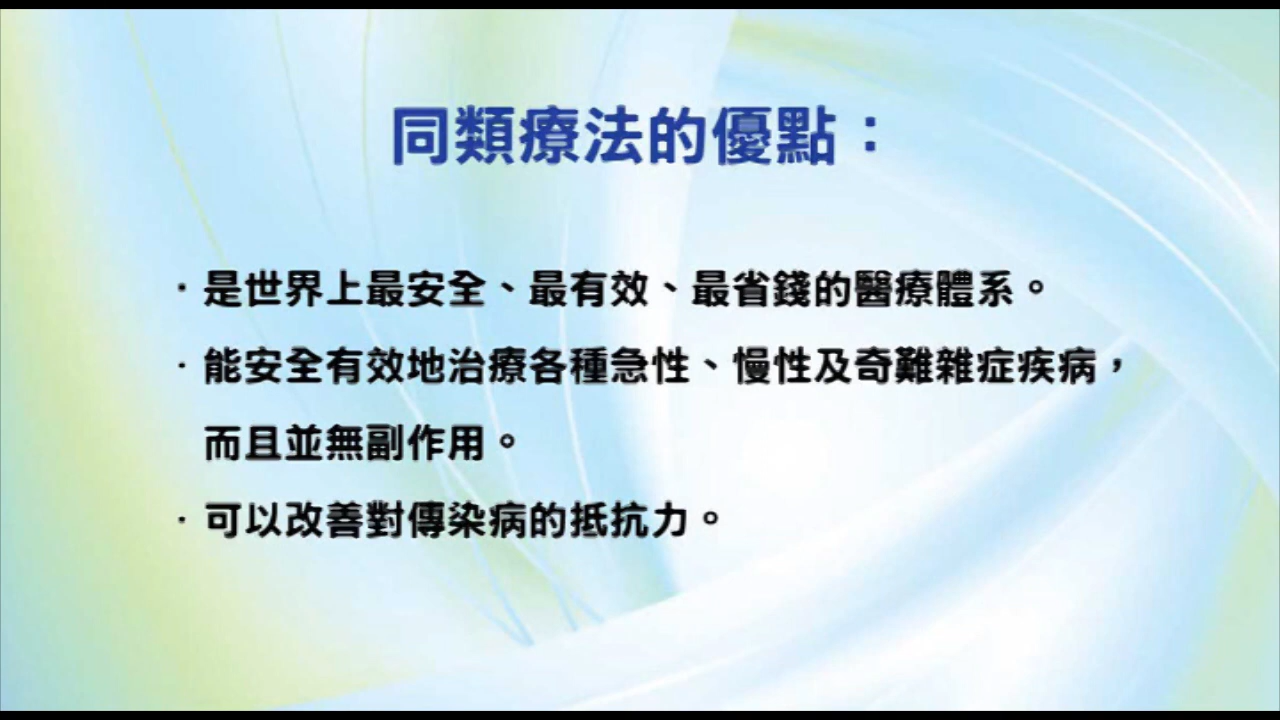 同類療法的優點：
· 是世界上最安全、最有效、最省錢的醫療體系。
· 能安全有效地治療各種急性、慢性及奇難雜症疾病，
而且並無副作用。
· 可以改善對傳染病的抵抗力。